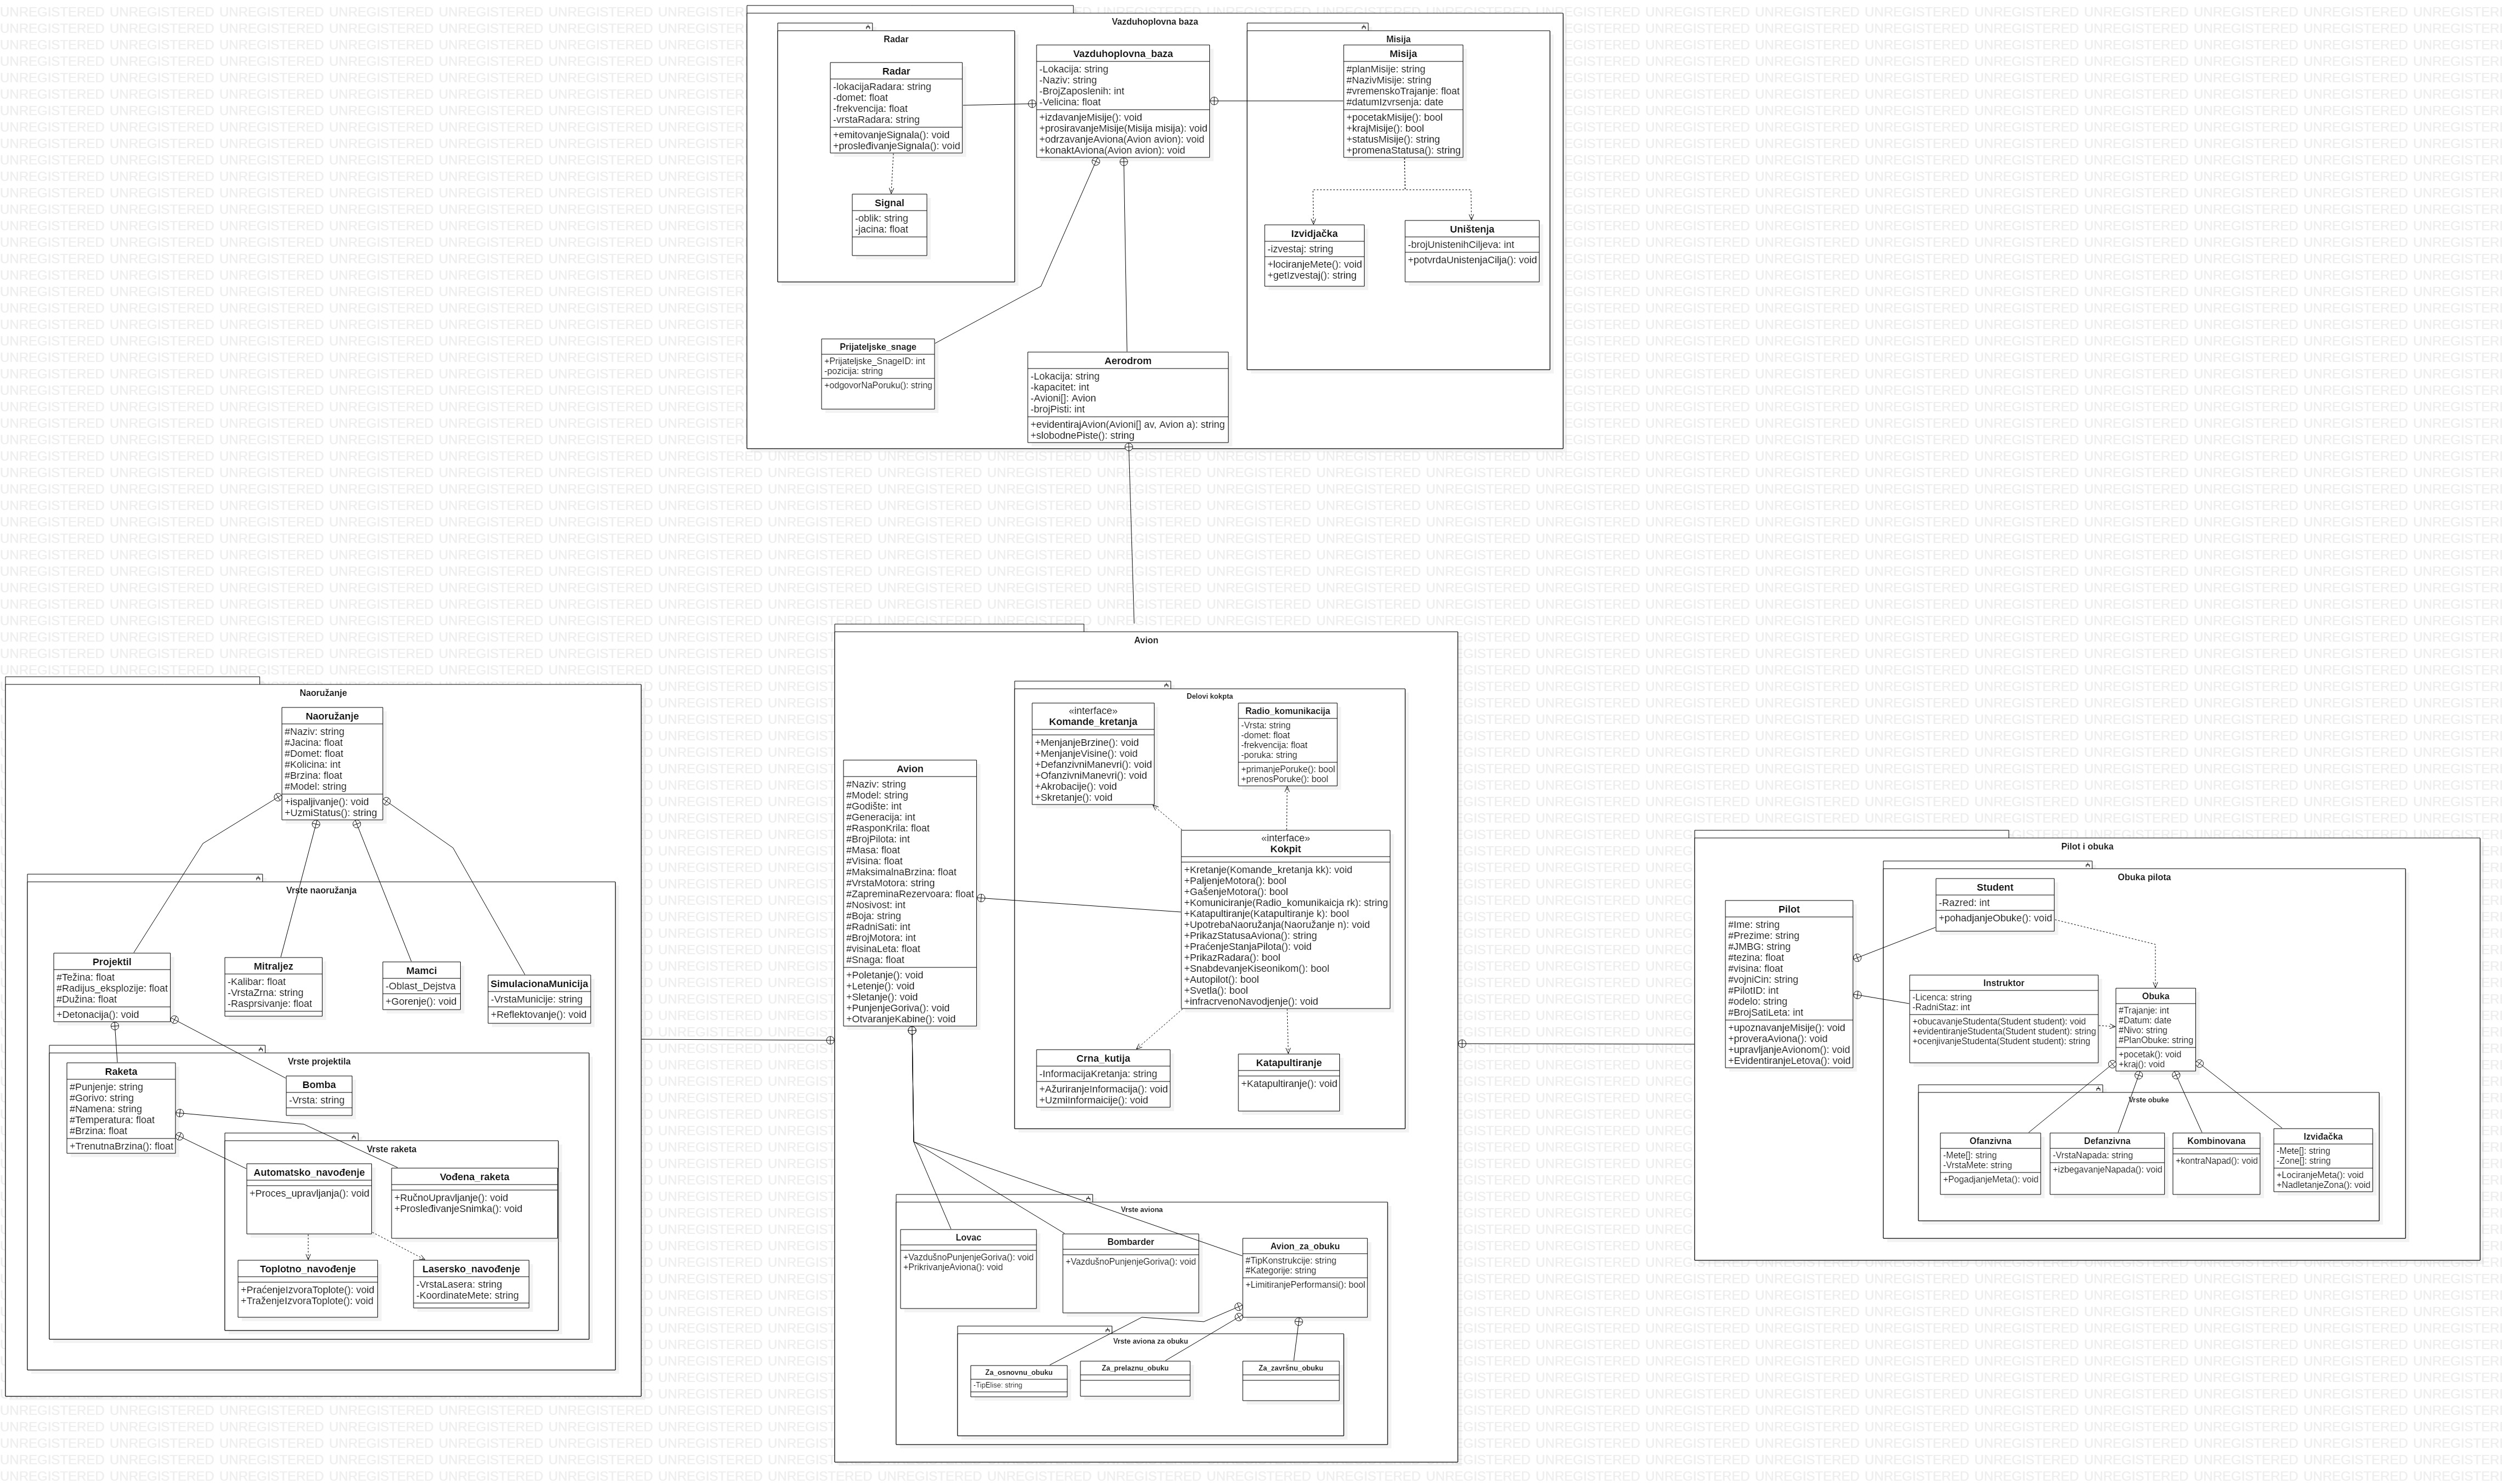 Vazduhoplovna baza
Radar
Radar
-lokacijaRadara: string
-domet: float
-frekvencija: float
-vrstaRadara: string
+emitovanjeSignala(): void
+prosleđivanjeSignala(): void
Signal
-oblik: string
-jacina: float
Vazduhoplovna_baza
-Lokacija: string
-Naziv: string
-BrojZaposlenih: int
-Velicina: float
+izdavanjeMisije(): void
+prosiravanjeMisije(Misija misija): void
+odrzavanjeAviona(Avion avion): void
+konaktAviona(Avion avion): void
Misija
Misija
#planMisije: string
#NazivMisije: string
#vremenskoTrajanje: float
#datumIzvrsenja: date
+pocetakMisije(): bool
+krajMisije(): bool
+statusMisije(): string
+promenaStatusa(): string
Izvidjačka
-izvestaj: string
+lociranjeMete(): void
+getIzvestaj(): string
Uništenja
-brojUnistenihCiljeva: int
+potvrdaUnistenjaCilja(): void
Prijateljske_snage
+Prijateljske_SnageID: int
-pozicija: string
+odgovorNaPoruku(): string
Aerodrom
-Lokacija: string
-kapacitet: int
-Avioni[]: Avion
-brojPisti: int
+evidentirajAvion(Avioni[] av, Avion a): string
+slobodnePiste(): string
Naoružanje
Naoružanje
#Naziv: string
#Jacina: float
#Domet: float
#Kolicina: int
#Brzina: float
#Model: string
+ispaljivanje(): void
+UzmiStatus(): string
Vrste naoružanja
Projektil
#Težina: float
#Radijus_eksplozije: float
#Dužina: float
+Detonacija(): void
Mitraljez
-Kalibar: float
-VrstaZrna: string
-Rasprsivanje: float
Mamci
-Oblast_Dejstva
+Gorenje(): void
SimulacionaMunicija
-VrstaMunicije: string
+Reflektovanje(): void
Vrste projektila
Raketa
#Punjenje: string
#Gorivo: string
#Namena: string
#Temperatura: float
#Brzina: float
+TrenutnaBrzina(): float
Bomba
-Vrsta: string
Vrste raketa
Automatsko_navođenje
+Proces_upravljanja(): void
Vođena_raketa
+RučnoUpravljanje(): void
+ProsleđivanjeSnimka(): void
Toplotno_navođenje
+PraćenjeIzvoraToplote(): void
+TraženjeIzvoraToplote(): void
Lasersko_navođenje
-VrstaLasera: string
-KoordinateMete: string
Avion
Avion
#Naziv: string
#Model: string
#Godište: int
#Generacija: int
#RasponKrila: float
#BrojPilota: int
#Masa: float
#Visina: float
#MaksimalnaBrzina: float
#VrstaMotora: string
#ZapreminaRezervoara: float
#Nosivost: int
#Boja: string
#RadniSati: int
#BrojMotora: int
#visinaLeta: float
#Snaga: float
+Poletanje(): void
+Letenje(): void
+Sletanje(): void
+PunjenjeGoriva(): void
+OtvaranjeKabine(): void
Delovi kokpta
«interface»
Komande_kretanja
+MenjanjeBrzine(): void
+MenjanjeVisine(): void
+DefanzivniManevri(): void
+OfanzivniManevri(): void
+Akrobacije(): void
+Skretanje(): void
Radio_komunikacija
-Vrsta: string
-domet: float
-frekvencija: float
-poruka: string
+primanjePoruke(): bool
+prenosPoruke(): bool
«interface»
Kokpit
+Kretanje(Komande_kretanja kk): void
+PaljenjeMotora(): bool
+GašenjeMotora(): bool
+Komuniciranje(Radio_komunikaicja rk): string
+Katapultiranje(Katapultiranje k): bool
+UpotrebaNaoružanja(Naoružanje n): void
+PrikazStatusaAviona(): string
+PraćenjeStanjaPilota(): void
+PrikazRadara(): bool
+SnabdevanjeKiseonikom(): bool
+Autopilot(): bool
+Svetla(): bool
+infracrvenoNavodjenje(): void
Crna_kutija
-InformacijaKretanja: string
+AžuriranjeInformacija(): void
+UzmiInformaicije(): void
Katapultiranje
+Katapultiranje(): void
Vrste aviona
Lovac
+VazdušnoPunjenjeGoriva(): void
+PrikrivanjeAviona(): void
Bombarder
+VazdušnoPunjenjeGoriva(): void
Avion_za_obuku
#TipKonstrukcije: string
#Kategorije: string
+LimitiranjePerformansi(): bool
Vrste aviona za obuku
Za_osnovnu_obuku
-TipElise: string
Za_prelaznu_obuku
Za_završnu_obuku
Pilot i obuka
Pilot
#Ime: string
#Prezime: string
#JMBG: string
#tezina: float
#visina: float
#vojniCin: string
#PilotID: int
#odelo: string
#BrojSatiLeta: int
+upoznavanjeMisije(): void
+proveraAviona(): void
+upravljanjeAvionom(): void
+EvidentiranjeLetova(): void
Obuka pilota
Student
-Razred: int
+pohadjanjeObuke(): void
Instruktor
-Licenca: string
-RadniStaz: int
+obucavanjeStudenta(Student student): void
+evidentiranjeStudenta(Student student): string
+ocenjivanjeStudenta(Student student): string
Obuka
#Trajanje: int
#Datum: date
#Nivo: string
#PlanObuke: string
+pocetak(): void
+kraj(): void
Vrste obuke
Ofanzivna
-Mete[]: string
-VrstaMete: string
+PogadjanjeMeta(): void
Defanzivna
-VrstaNapada: string
+izbegavanjeNapada(): void
Kombinovana
+kontraNapad(): void
Izviđačka
-Mete[]: string
-Zone[]: string
+LociranjeMeta(): void
+NadletanjeZona(): void